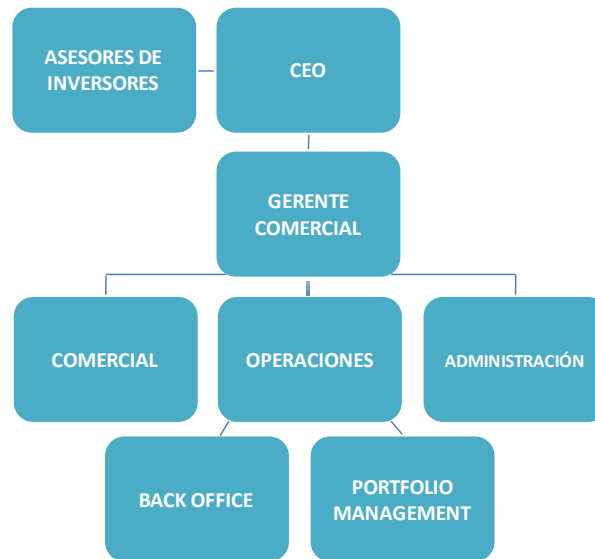 ASESORES DE
INVERSORES
CEO
GERENTE
COMERCIAL
COMERCIAL
OPERACIONES
ADMINISTRACIÓN
BACK OFFICE
PORTFOLIO
MANAGEMENT